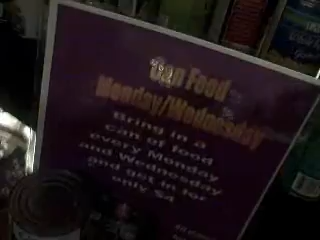 Can Food
Monday/Wednesday
Bring in a
can of food
every Monday
and Wednesday
and get in for
only $4